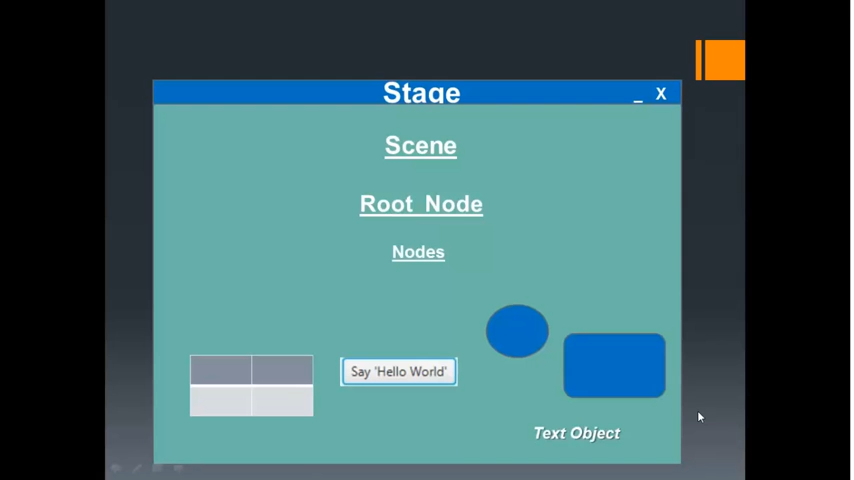 Stage
_ X
Scene
Root Node
Nodes
Say 'Hello World'
Text Object